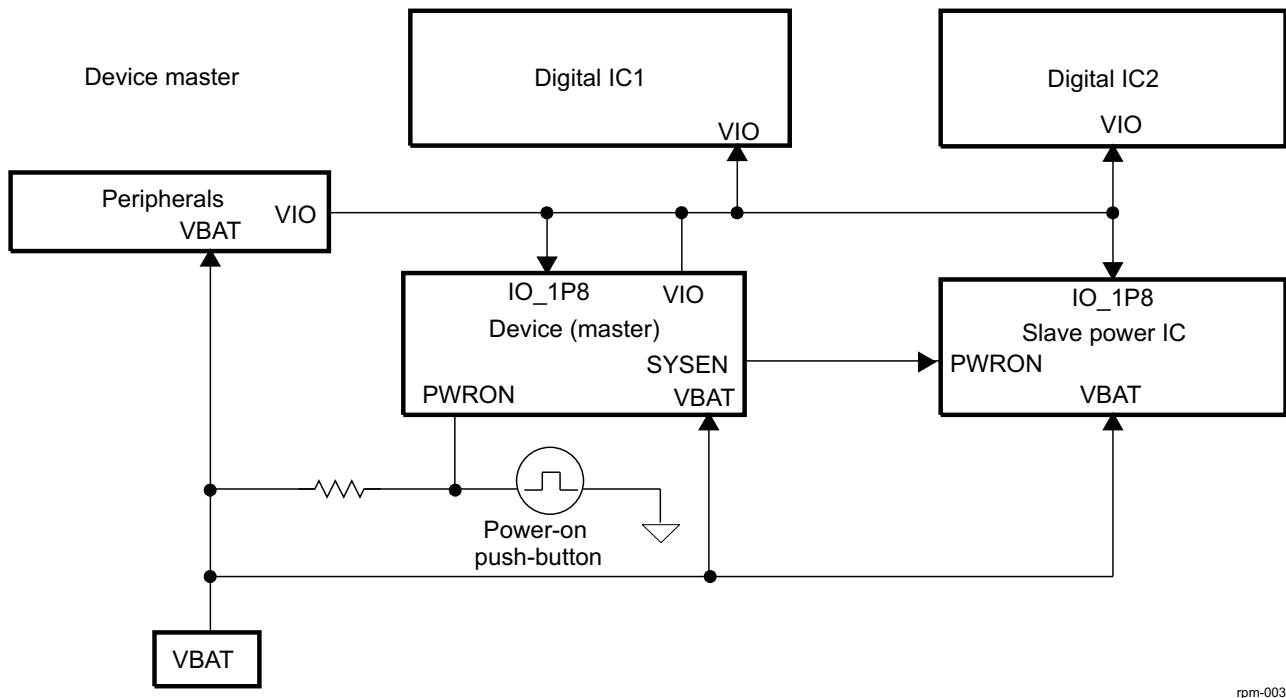 Device master
Digital IC1
VIO
Digital IC2
VIO
Peripherals
VIO
VBAT
IO_1P8
VIO
Device (master)
SYSEN
PWRON
VBAT
IO_1P8
Slave power IC
PWRON
VBAT
Power-on
push-button
VBAT
rpm-003